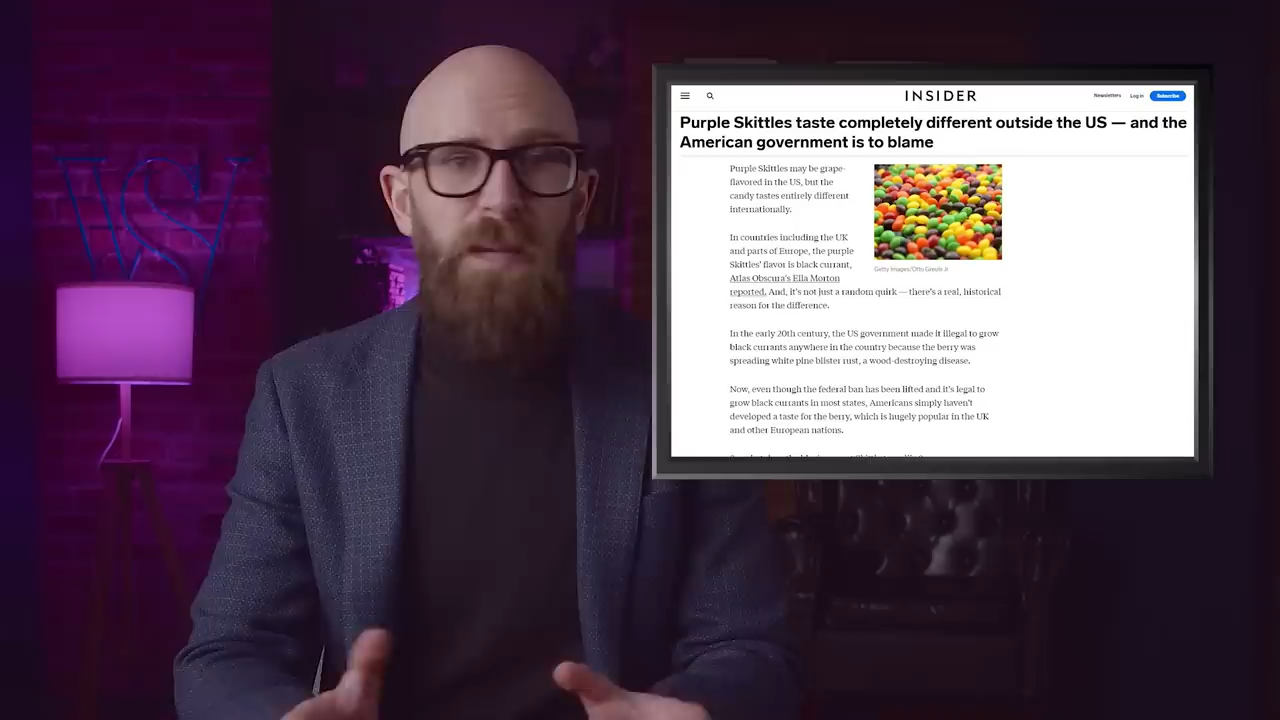 VS
INSIDER
Newsletters
Log in
Subscribe
Purple Skittles taste completely different outside the US — and the
American government is to blame
Purple Skittles may be grape-
flavored in the US, but the
candy tastes entirely different
internationally.
Getty Images/Otto Greule Jr
In countries including the UK
and parts of Europe, the purple
Skittles' flavor is black currant,
Atlas Obscura's Ella Morton
reported. And, it's not just a random quirk — there's a real, historical
reason for the difference.
In the early 20th century, the US government made it illegal to grow
black currants anywhere in the country because the berry was
spreading white pine blister rust, a wood-destroying disease.
Now, even though the federal ban has been lifted and it's legal to
grow black currants in most states, Americans simply haven't
developed a taste for the berry, which is hugely popular in the UK
and other European nations.